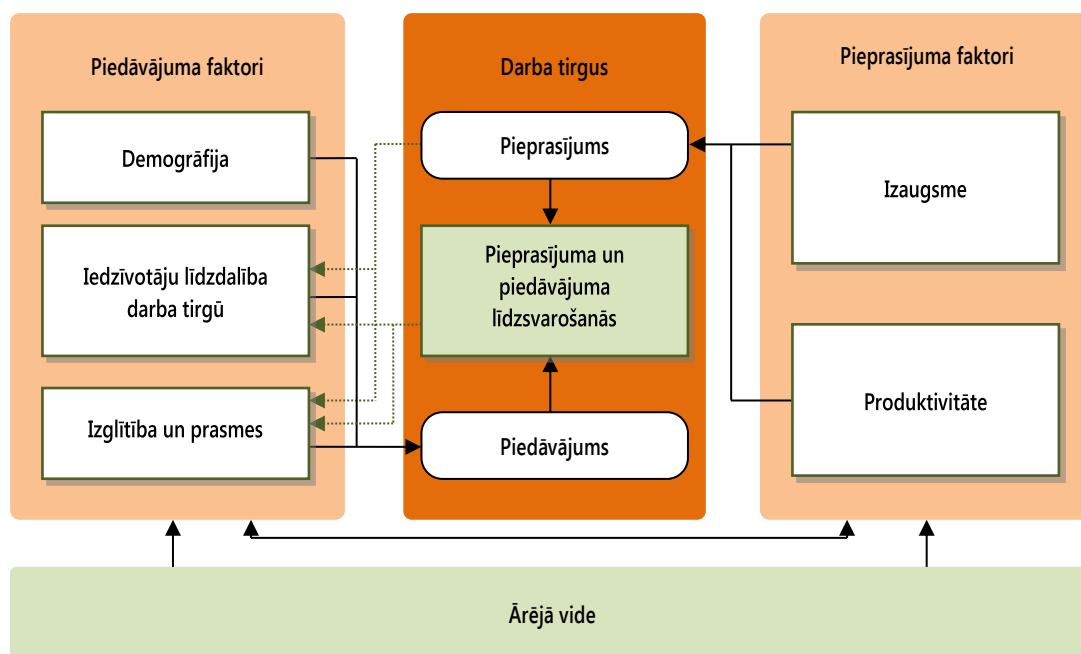 Piedāvājuma faktori
Demogrāfija
Iedzīvotāju līdzdalība
darba tirgū
Izglītība un prasmes
Darba tirgus
Pieprasījums
Pieprasījuma un
piedāvājuma
līdzsvarošanās
Piedāvājums
Pieprasījuma faktori
Izaugsme
Produktivitāte
Ārējā vide